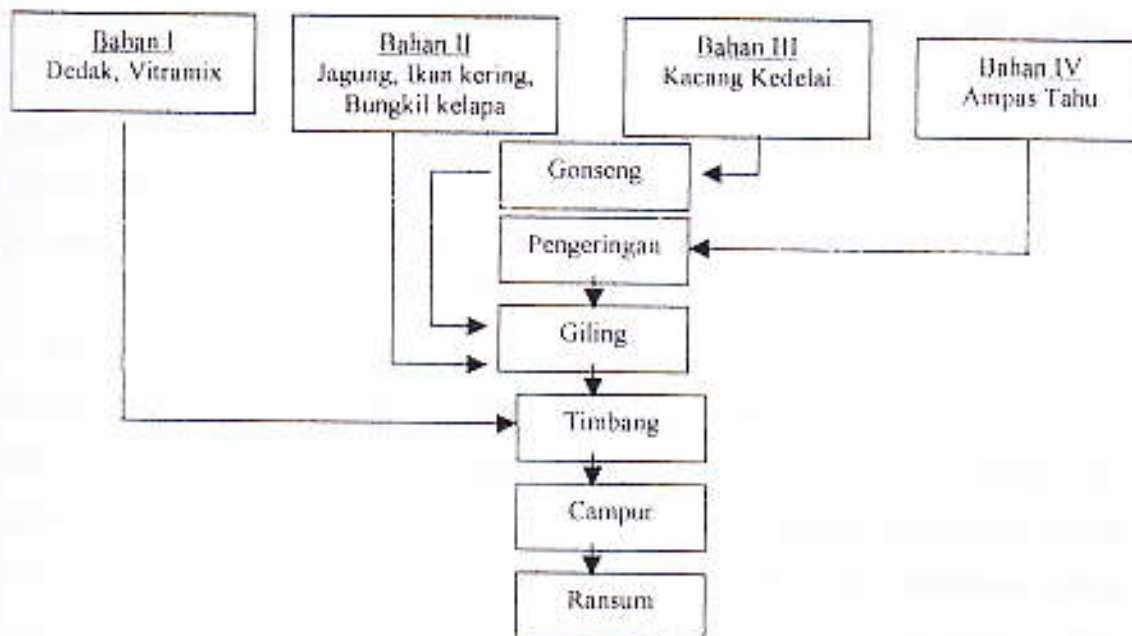 Bahan I
Dedak, Vitramix
Bahan II
Jagung, Ikan kering,
Bungkil kelapa
Bahan III
Kacang Kedelai
Bahan IV
Ampas Tahu
Gonseng
Pengeringan
Giling
Timbang
Campur
Ransum